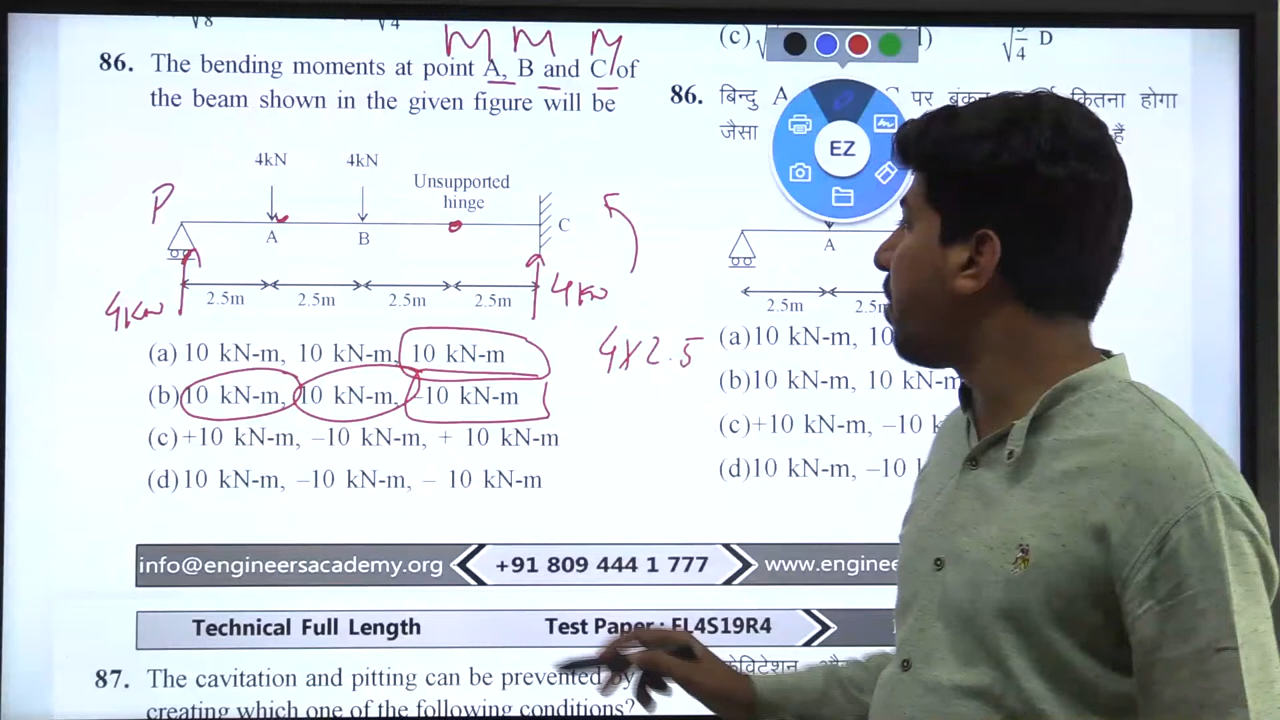 √8
√4
(c) √
√ 4 D
M M M
86. The bending moments at point A, B and C of
the beam shown in the given figure will be
4kN 4kN
Unsupported
hinge
P
A B C
2.5m 2.5m 2.5m 2.5m
4kN 4kN
4×2.5
(a) 10 kN-m, 10 kN-m, 10 kN-m
(b) 10 kN-m, 10 kN-m, –10 kN-m
(c) +10 kN-m, –10 kN-m, + 10 kN-m
(d) 10 kN-m, –10 kN-m, – 10 kN-m
EZ
86. बिन्दु A पर कितना होगा
जैसा हैं
A
2.5m 2.5m
(a) 10 kN-m, 10
(b) 10 kN-m, 10 kN-m
(c) +10 kN-m, –10 k
(d) 10 kN-m, –10
info@engineersacademy.org +91 809 444 1 777 www.enginee
Technical Full Length Test Paper : FL4S19R4
87. The cavitation and pitting can be prevented by
creating which one of the following conditions?